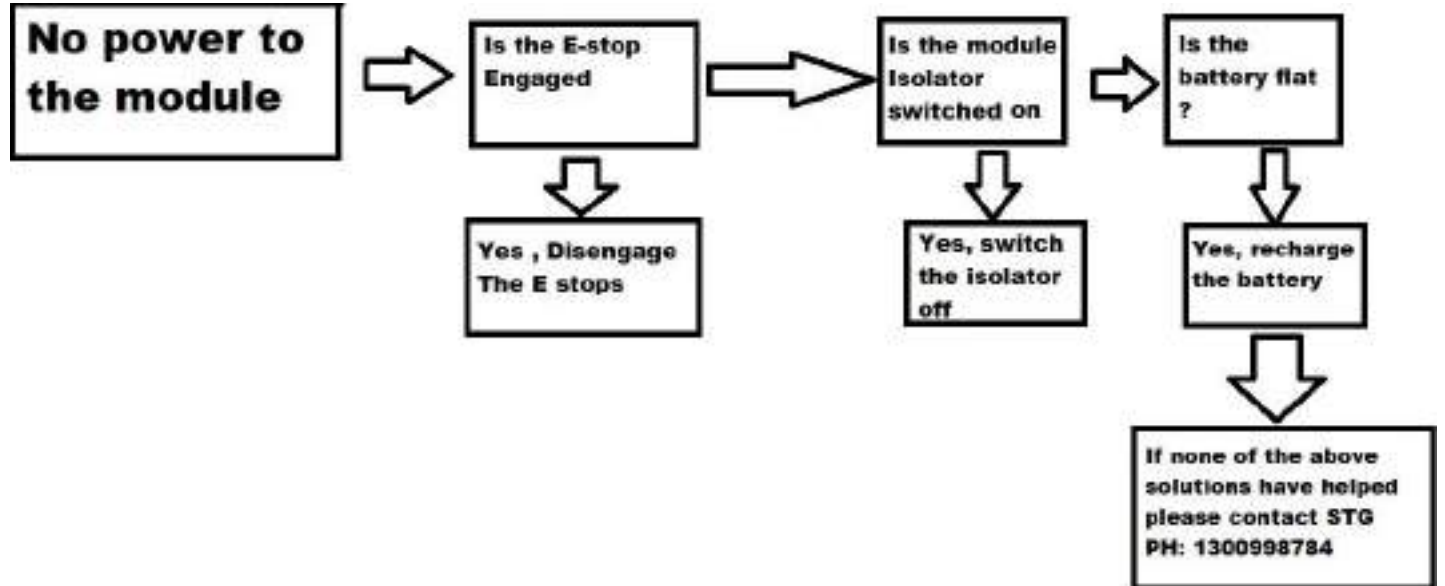 No power to
the module
Is the E-stop
Engaged
Is the module
Isolator
switched on
Is the
battery flat
?
Yes , Disengage
The E stops
Yes, switch
the isolator
off
Yes, recharge
the battery
If none of the above
solutions have helped
please contact STG
PH: 1300998784